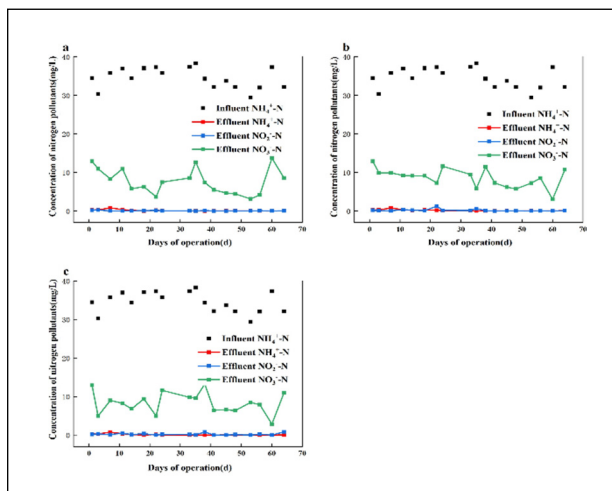 a
Concentration of nitrogen pollutants(mg/L)
40
30
20
10
0
Influent NH₄⁺-N
Effluent NH₄⁺-N
Effluent NO₂⁻-N
Effluent NO₃⁻-N
0 10 20 30 40 50 60 70
Days of operation(d)
b
Concentration of nitrogen pollutants(mg/L)
40
30
20
10
0
Influent NH₄⁺-N
Effluent NH₄⁺-N
Effluent NO₂⁻-N
Effluent NO₃⁻-N
0 10 20 30 40 50 60 70
Days of operation(d)
c
Concentration of nitrogen pollutants(mg/L)
40
30
20
10
0
Influent NH₄⁺-N
Effluent NH₄⁺-N
Effluent NO₂⁻-N
Effluent NO₃⁻-N
0 10 20 30 40 50 60 70
Days of operation(d)